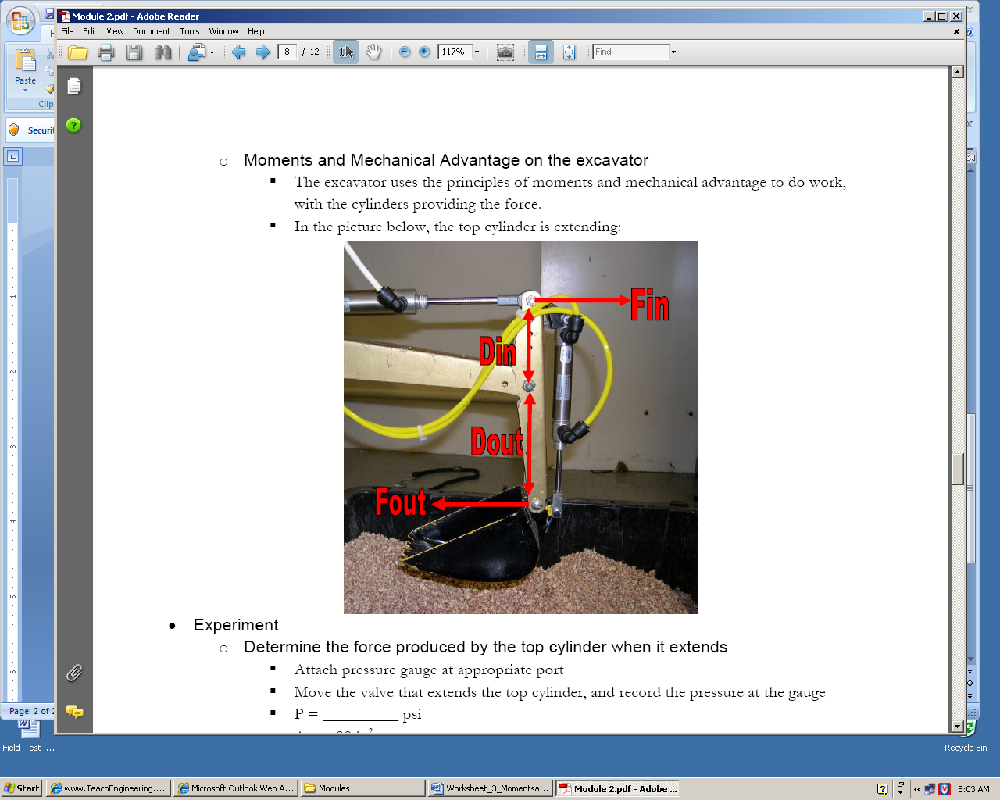 Module 2.pdf - Adobe Reader
File Edit View Document Tools Window Help
8 / 12 117% Find
Paste
Clip
Securit
Moments and Mechanical Advantage on the excavator
The excavator uses the principles of moments and mechanical advantage to do work,
with the cylinders providing the force.
In the picture below, the top cylinder is extending:
Fin
Din
Dout
Fout
Experiment
Determine the force produced by the top cylinder when it extends
Attach pressure gauge at appropriate port
Move the valve that extends the top cylinder, and record the pressure at the gauge
P = __________ psi
Page: 2 of 2
Field_Test_...
Recycle Bin
Start www.TeachEngineering.... Microsoft Outlook Web A... Modules Worksheet_3_Momentsa... Module 2.pdf - Adobe ... 8:03 AM